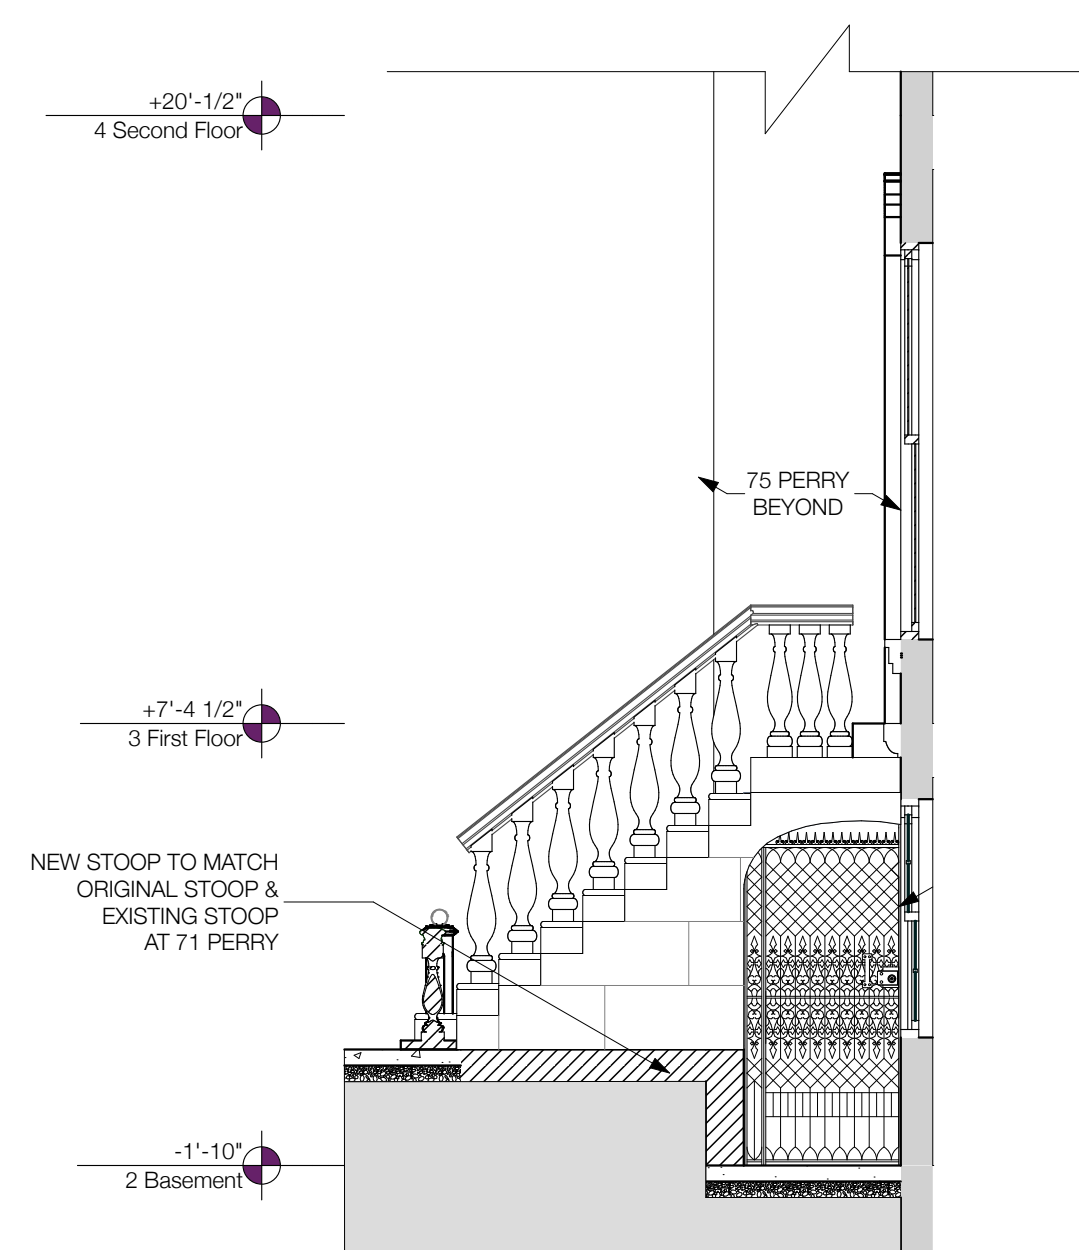 +20'-1/2"
4 Second Floor
75 PERRY
BEYOND
+7'-4 1/2"
3 First Floor
NEW STOOP TO MATCH
ORIGINAL STOOP &
EXISTING STOOP
AT 71 PERRY
-1'-10"
2 Basement